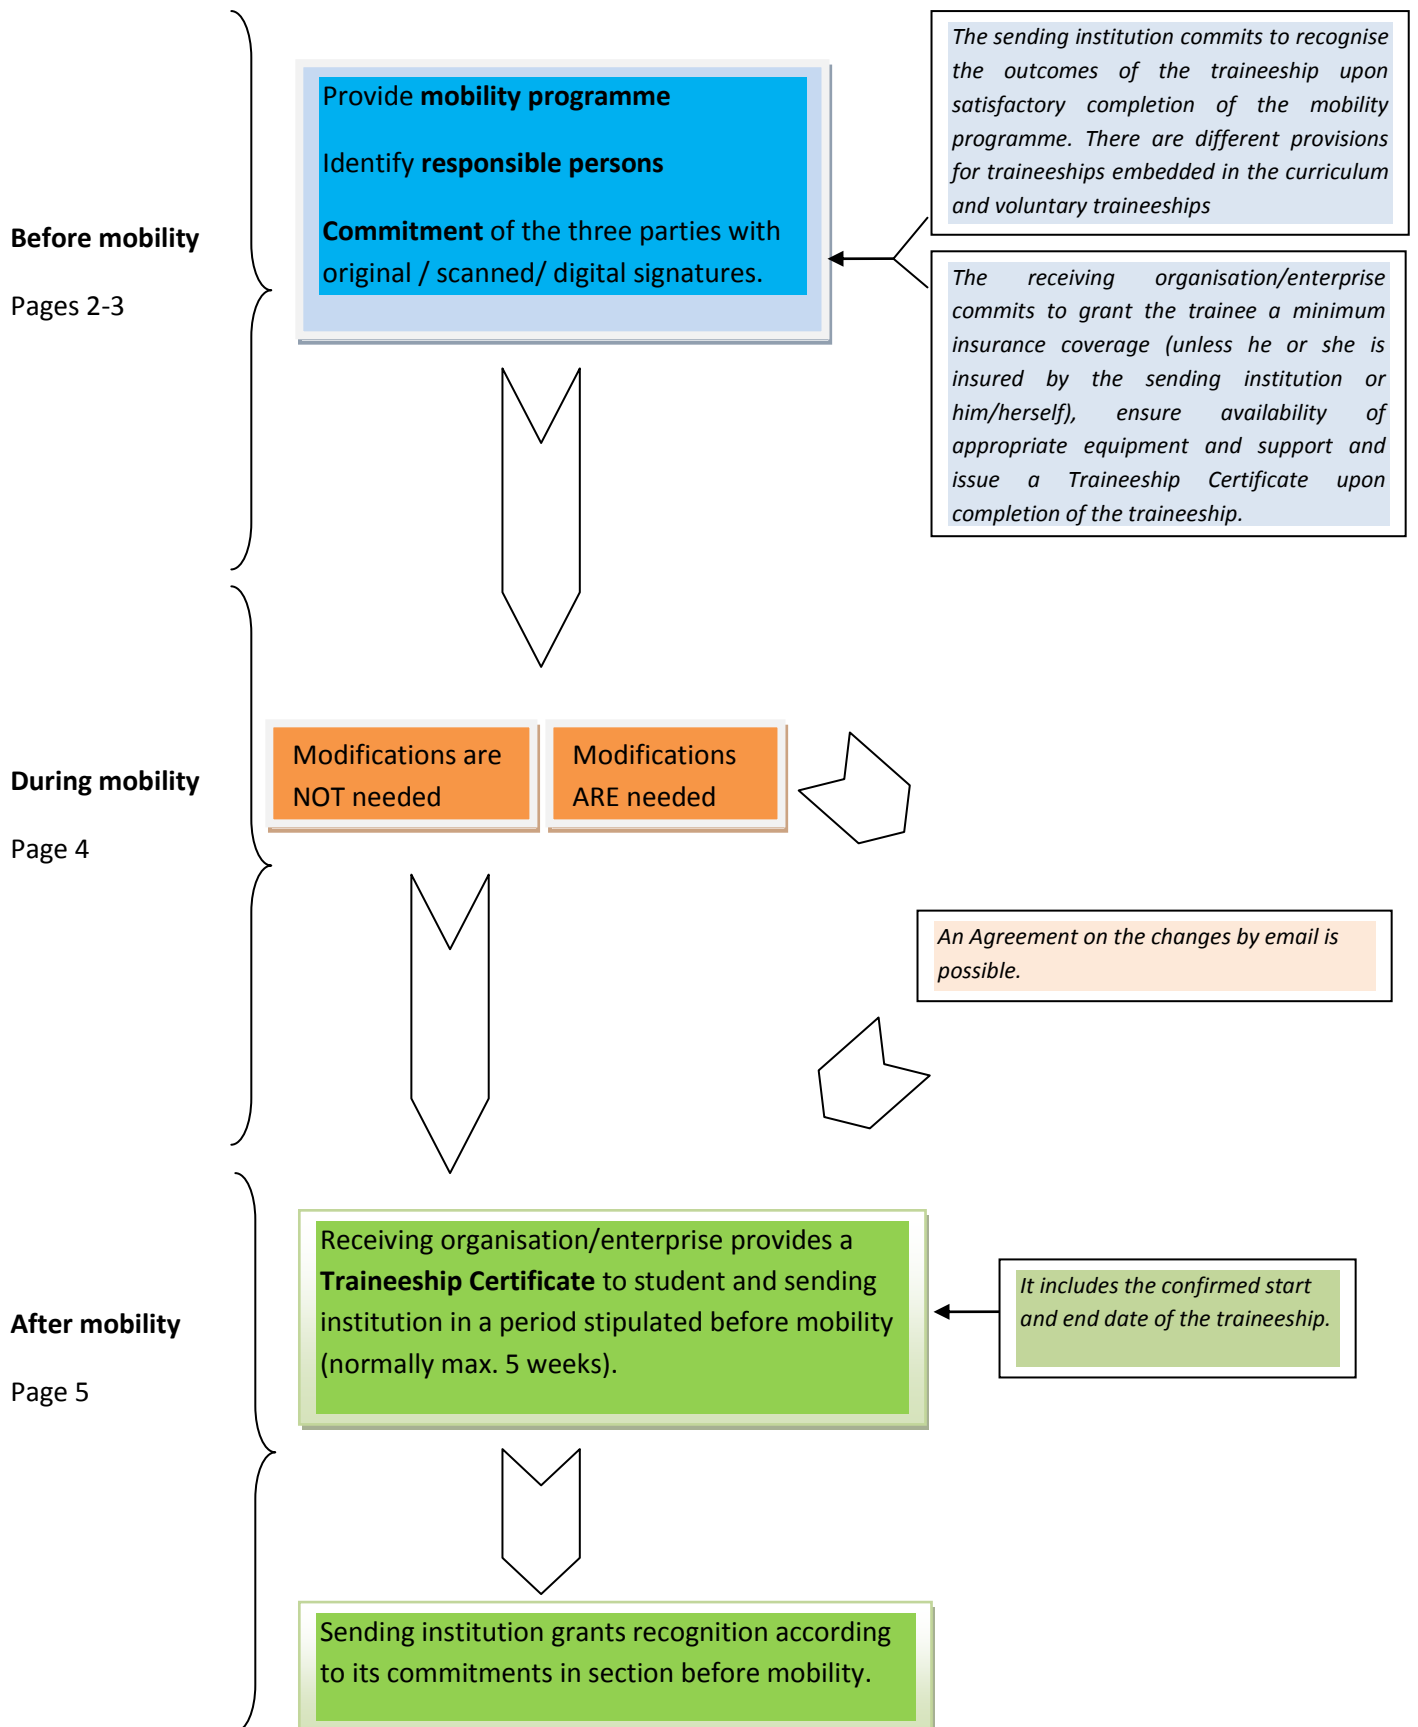 Before mobility
Pages 2-3
Provide mobility programme
Identify responsible persons
Commitment of the three parties with
original / scanned/ digital signatures.
The sending institution commits to recognise
the outcomes of the traineeship upon
satisfactory completion of the mobility
programme. There are different provisions
for traineeships embedded in the curriculum
and voluntary traineeships
The receiving organisation/enterprise
commits to grant the trainee a minimum
insurance coverage (unless he or she is
insured by the sending institution or
him/herself), ensure availability of
appropriate equipment and support and
issue a Traineeship Certificate upon
completion of the traineeship.
During mobility
Page 4
Modifications are
NOT needed
Modifications
ARE needed
An Agreement on the changes by email is
possible.
After mobility
Page 5
Receiving organisation/enterprise provides a
Traineeship Certificate to student and sending
institution in a period stipulated before mobility
(normally max. 5 weeks).
It includes the confirmed start
and end date of the traineeship.
Sending institution grants recognition according
to its commitments in section before mobility.